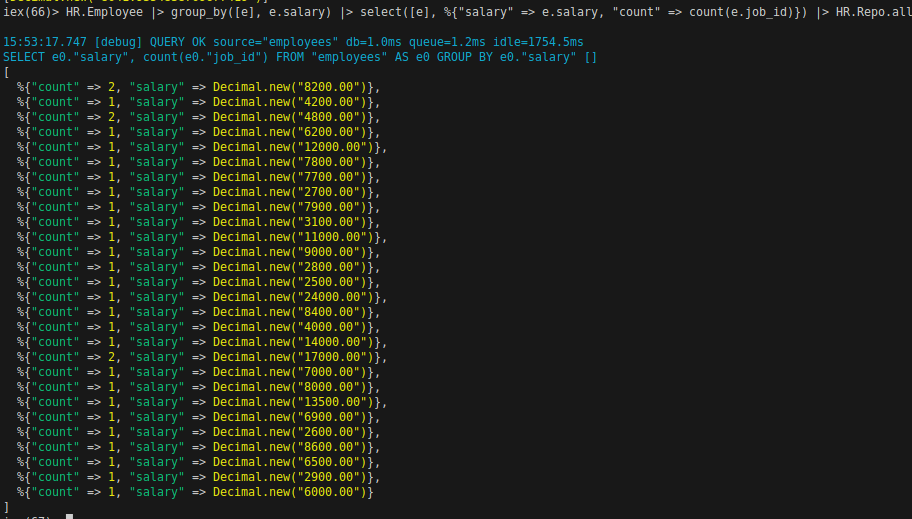 iex(66)> HR.Employee |> group_by([e], e.salary) |> select([e], %{"salary" => e.salary, "count" => count(e.job_id)}) |> HR.Repo.all
15:53:17.747 [debug] QUERY OK source="employees" db=1.0ms queue=1.2ms idle=1754.5ms
SELECT e0."salary", count(e0."job_id") FROM "employees" AS e0 GROUP BY e0."salary" []
[
%{"count" => 2, "salary" => Decimal.new("8200.00")},
%{"count" => 1, "salary" => Decimal.new("4200.00")},
%{"count" => 2, "salary" => Decimal.new("4800.00")},
%{"count" => 1, "salary" => Decimal.new("6200.00")},
%{"count" => 1, "salary" => Decimal.new("12000.00")},
%{"count" => 1, "salary" => Decimal.new("7800.00")},
%{"count" => 1, "salary" => Decimal.new("7700.00")},
%{"count" => 1, "salary" => Decimal.new("2700.00")},
%{"count" => 1, "salary" => Decimal.new("7900.00")},
%{"count" => 1, "salary" => Decimal.new("3100.00")},
%{"count" => 1, "salary" => Decimal.new("11000.00")},
%{"count" => 1, "salary" => Decimal.new("9000.00")},
%{"count" => 1, "salary" => Decimal.new("2800.00")},
%{"count" => 1, "salary" => Decimal.new("2500.00")},
%{"count" => 1, "salary" => Decimal.new("24000.00")},
%{"count" => 1, "salary" => Decimal.new("8400.00")},
%{"count" => 1, "salary" => Decimal.new("4000.00")},
%{"count" => 1, "salary" => Decimal.new("14000.00")},
%{"count" => 2, "salary" => Decimal.new("17000.00")},
%{"count" => 1, "salary" => Decimal.new("7000.00")},
%{"count" => 1, "salary" => Decimal.new("8000.00")},
%{"count" => 1, "salary" => Decimal.new("13500.00")},
%{"count" => 1, "salary" => Decimal.new("6900.00")},
%{"count" => 1, "salary" => Decimal.new("2600.00")},
%{"count" => 1, "salary" => Decimal.new("8600.00")},
%{"count" => 1, "salary" => Decimal.new("6500.00")},
%{"count" => 1, "salary" => Decimal.new("2900.00")},
%{"count" => 1, "salary" => Decimal.new("6000.00")}
]